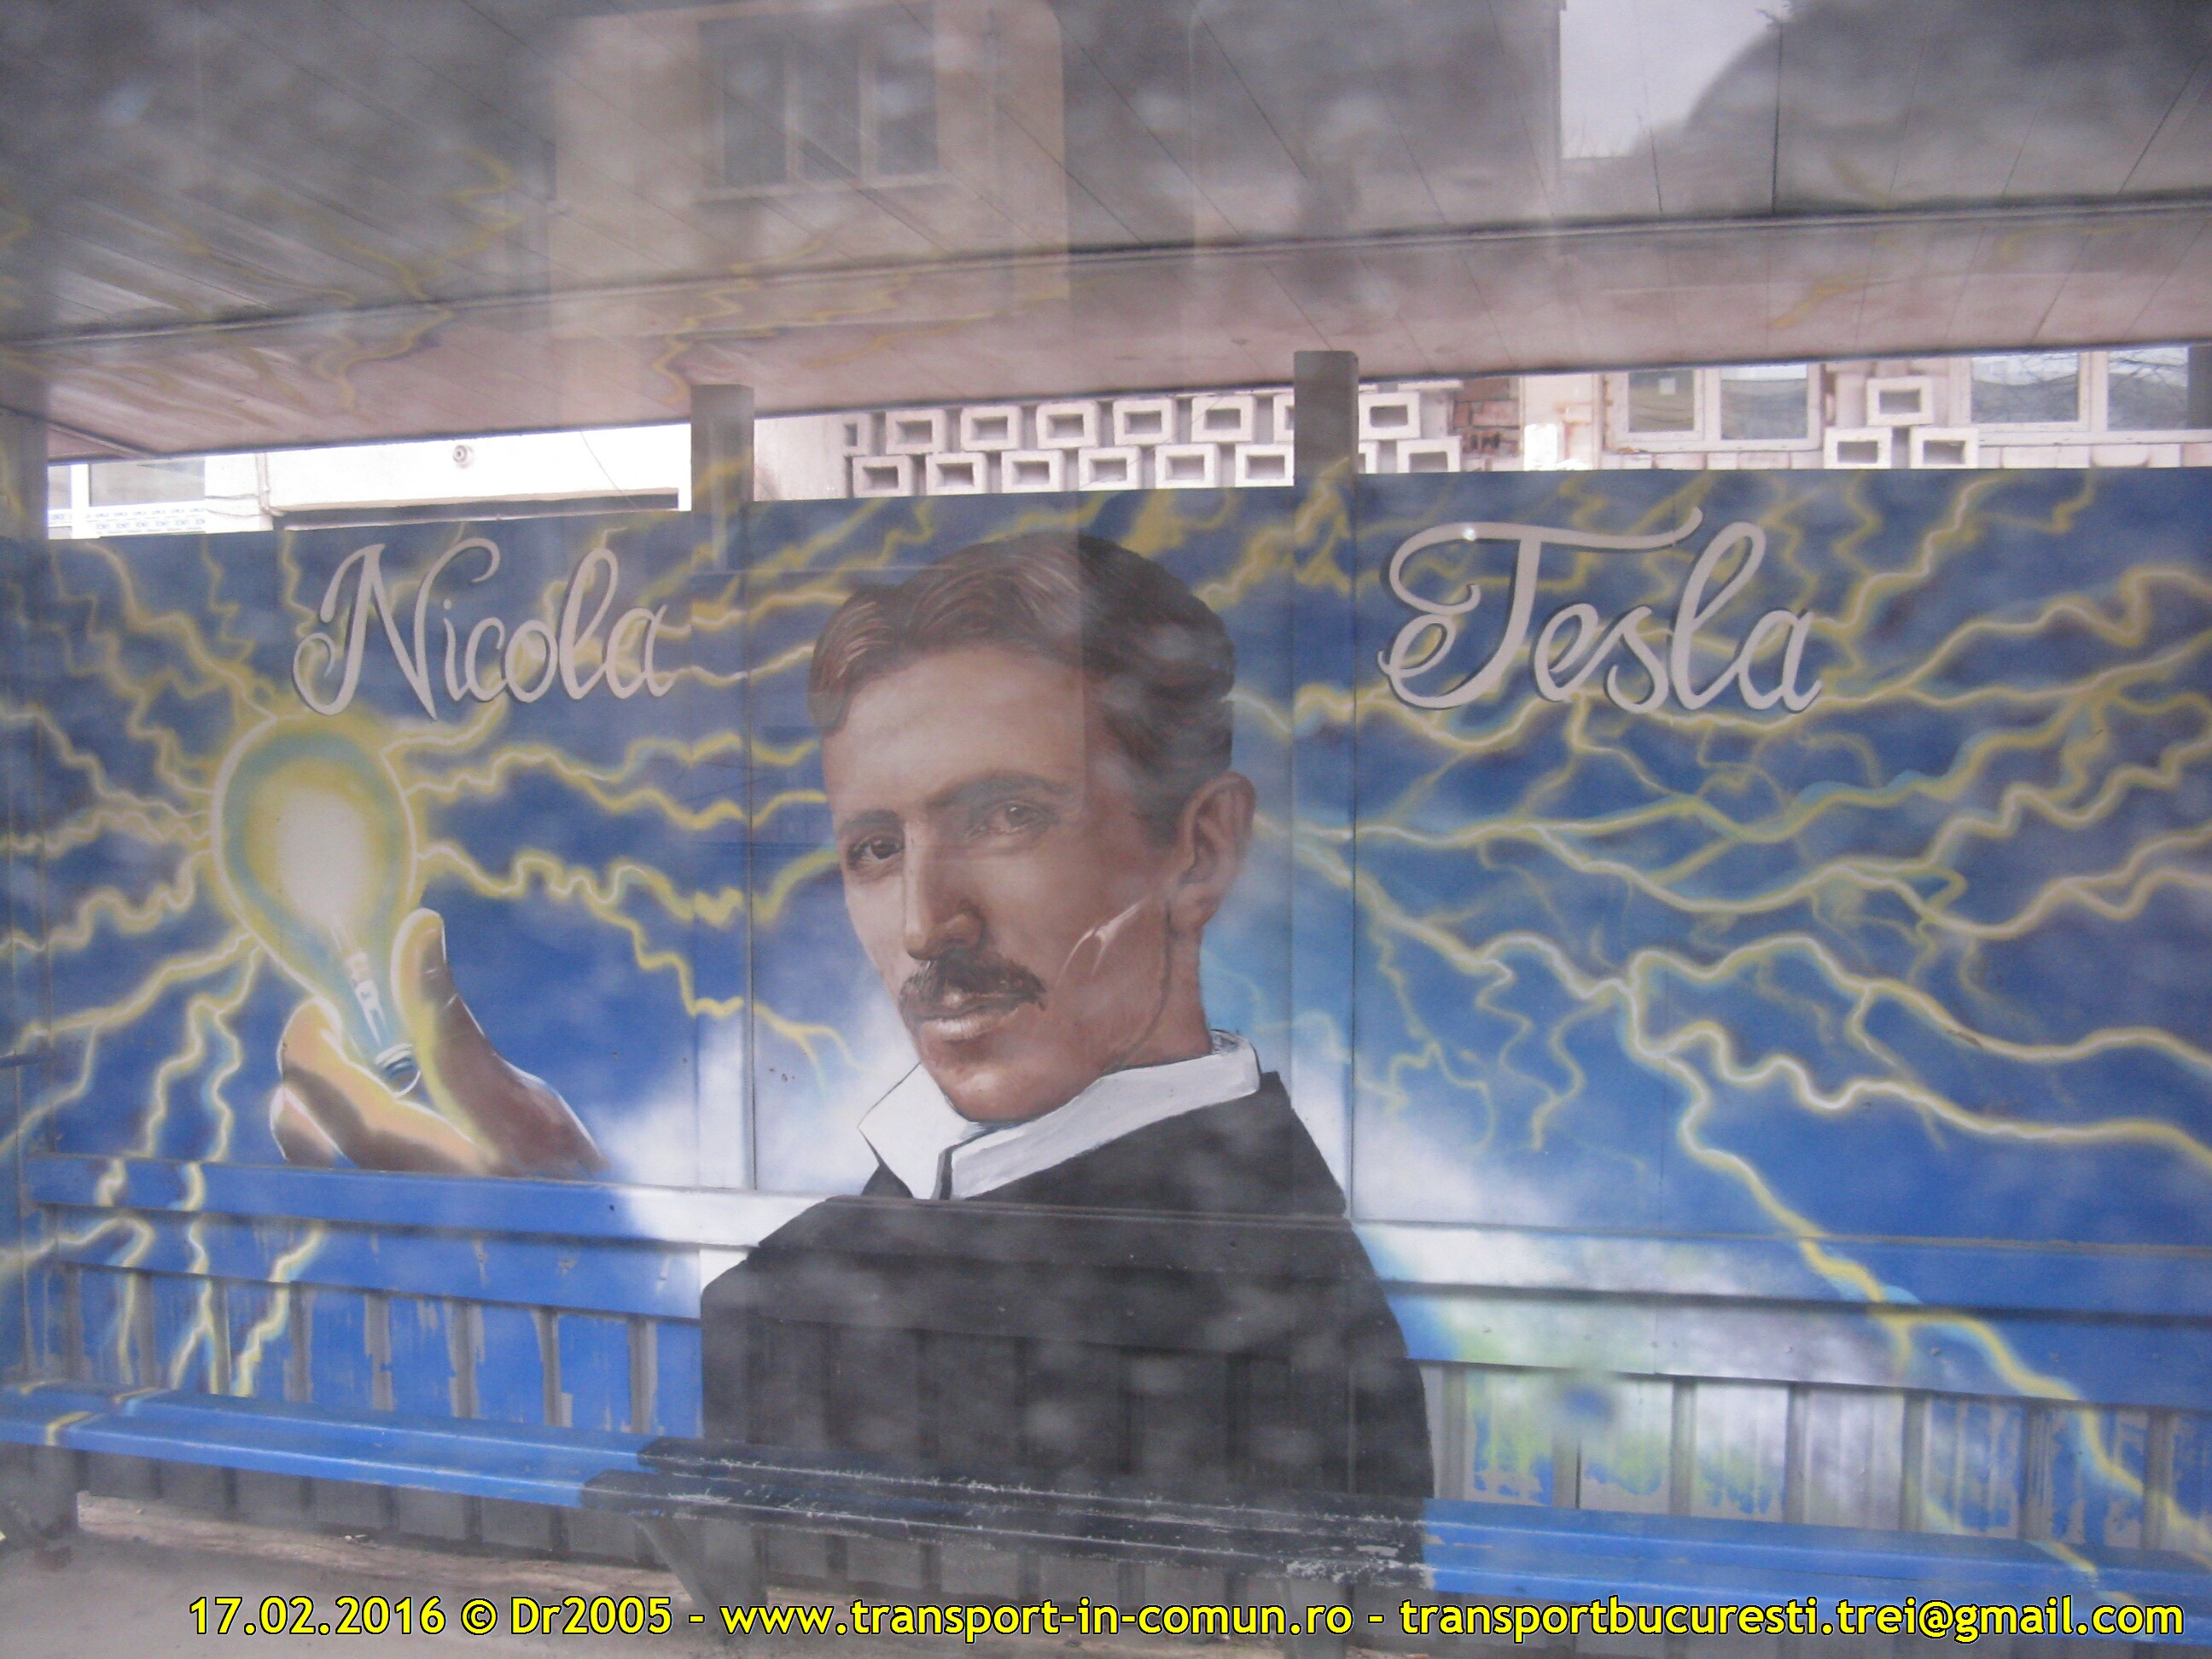 Nicola Tesla
17.02.2016 © Dr2005 - www.transport-in-comun.ro - transportbucuresti.trei@gmail.com